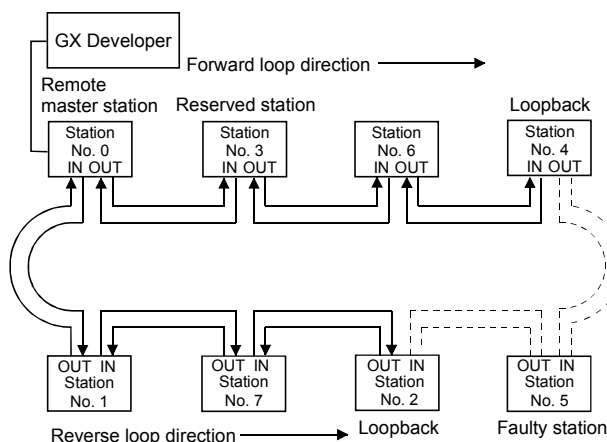 GX Developer
Forward loop direction
Remote
master station
Reserved station
Loopback
Station
No. 0
IN OUT
Station
No. 3
IN OUT
Station
No. 6
IN OUT
Station
No. 4
IN OUT
OUT IN
Station
No. 1
OUT IN
Station
No. 7
OUT IN
Station
No. 2
OUT IN
Station
No. 5
Reverse loop direction
Loopback
Faulty station